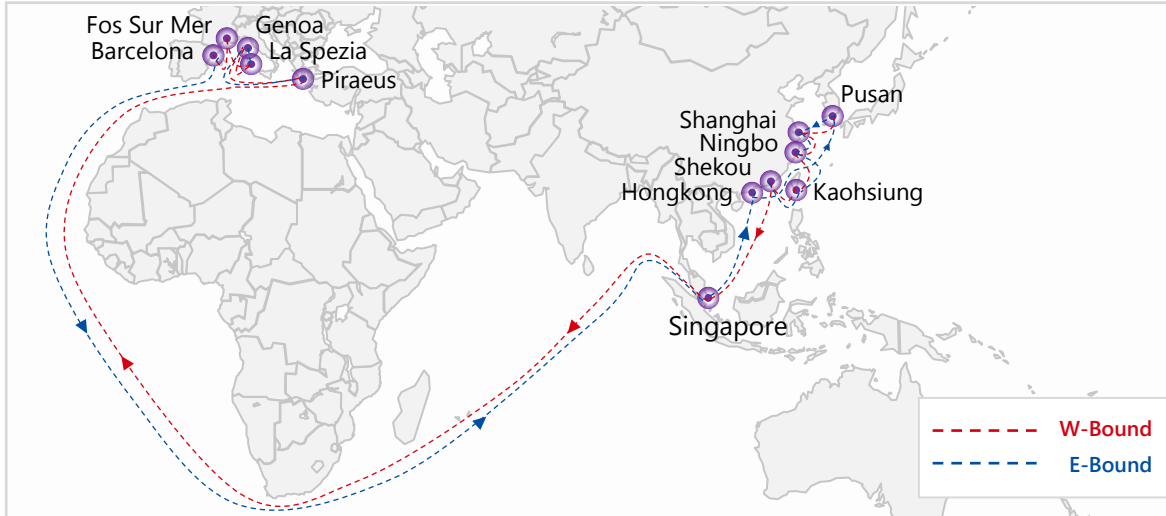 Fos Sur Mer
Genoa
Barcelona
La Spezia
Piraeus
Pusan
Shanghai
Ningbo
Shekou
Hongkong
Kaohsiung
Singapore
W-Bound
E-Bound